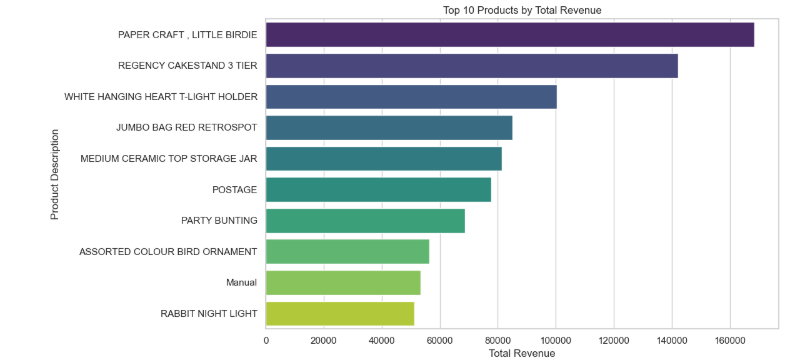 Top 10 Products by Total Revenue
Product Description
PAPER CRAFT , LITTLE BIRDIE
REGENCY CAKESTAND 3 TIER
WHITE HANGING HEART T-LIGHT HOLDER
JUMBO BAG RED RETROSPOT
MEDIUM CERAMIC TOP STORAGE JAR
POSTAGE
PARTY BUNTING
ASSORTED COLOUR BIRD ORNAMENT
Manual
RABBIT NIGHT LIGHT
0 20000 40000 60000 80000 100000 120000 140000 160000
Total Revenue